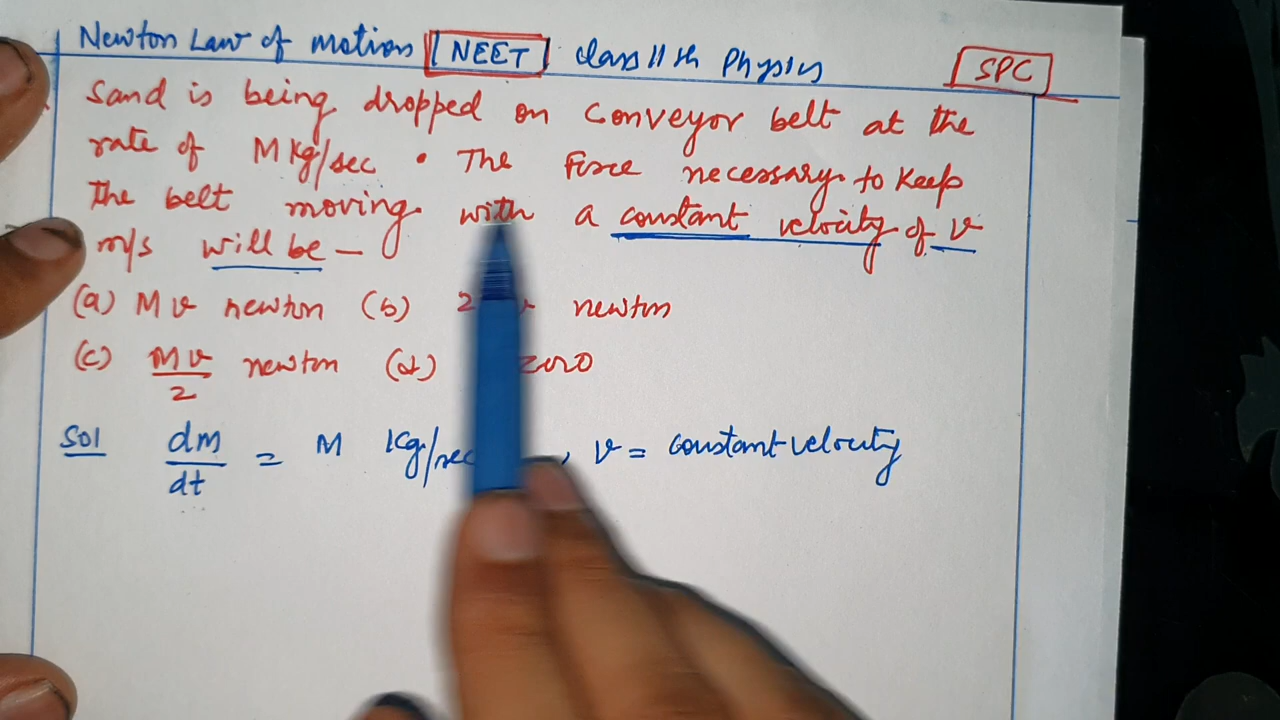 Newton Law of motion NEET class 11th Physics
SPC
Sand is being dropped on conveyor belt at the
rate of M Kg/sec. The Force necessary to keep
the belt moving with a constant velocity of v
m/s will be -
(a) M v newton (b) 2 v newton
(c) Mv/2 newton (d) zero
Sol dm/dt = M Kg/sec, v = constant velocity